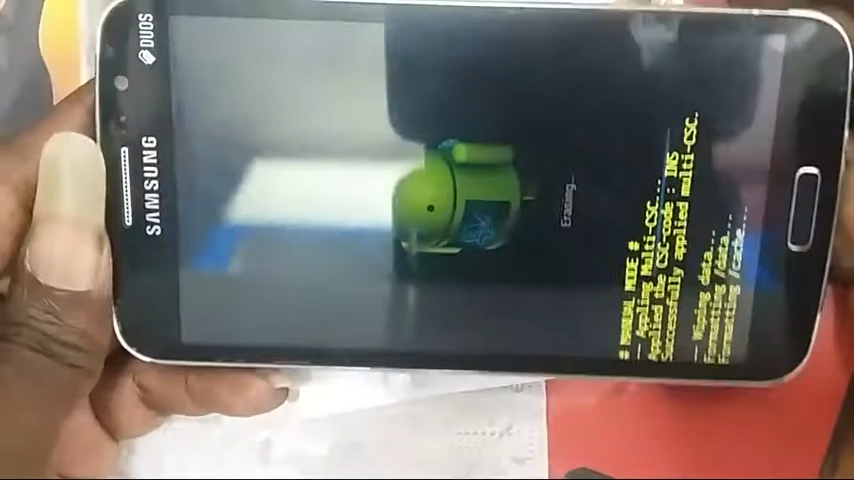 DUOS
SAMSUNG
Erasing...
# MANUAL MODE #
-- Appling Multi-CSC...
Applied the CSC-code : INS
Successfully applied multi-CSC.
-- Wiping data...
Formatting /data...
Formatting /cache...